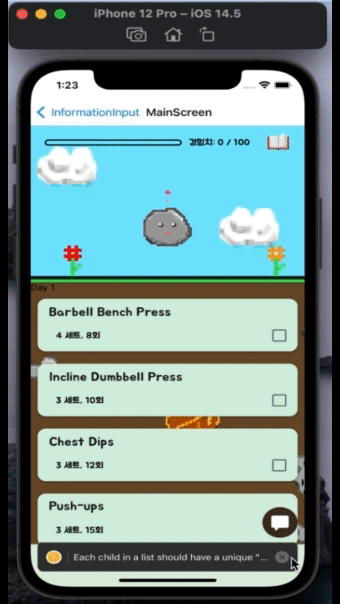 iPhone 12 Pro – iOS 14.5
1:23
InformationInput MainScreen
경험치: 0 / 100
Day 1
Barbell Bench Press
4 세트, 8회
Incline Dumbbell Press
3 세트, 10회
Chest Dips
3 세트, 12회
Push-ups
3 세트, 15회
Each child in a list should have a unique "...